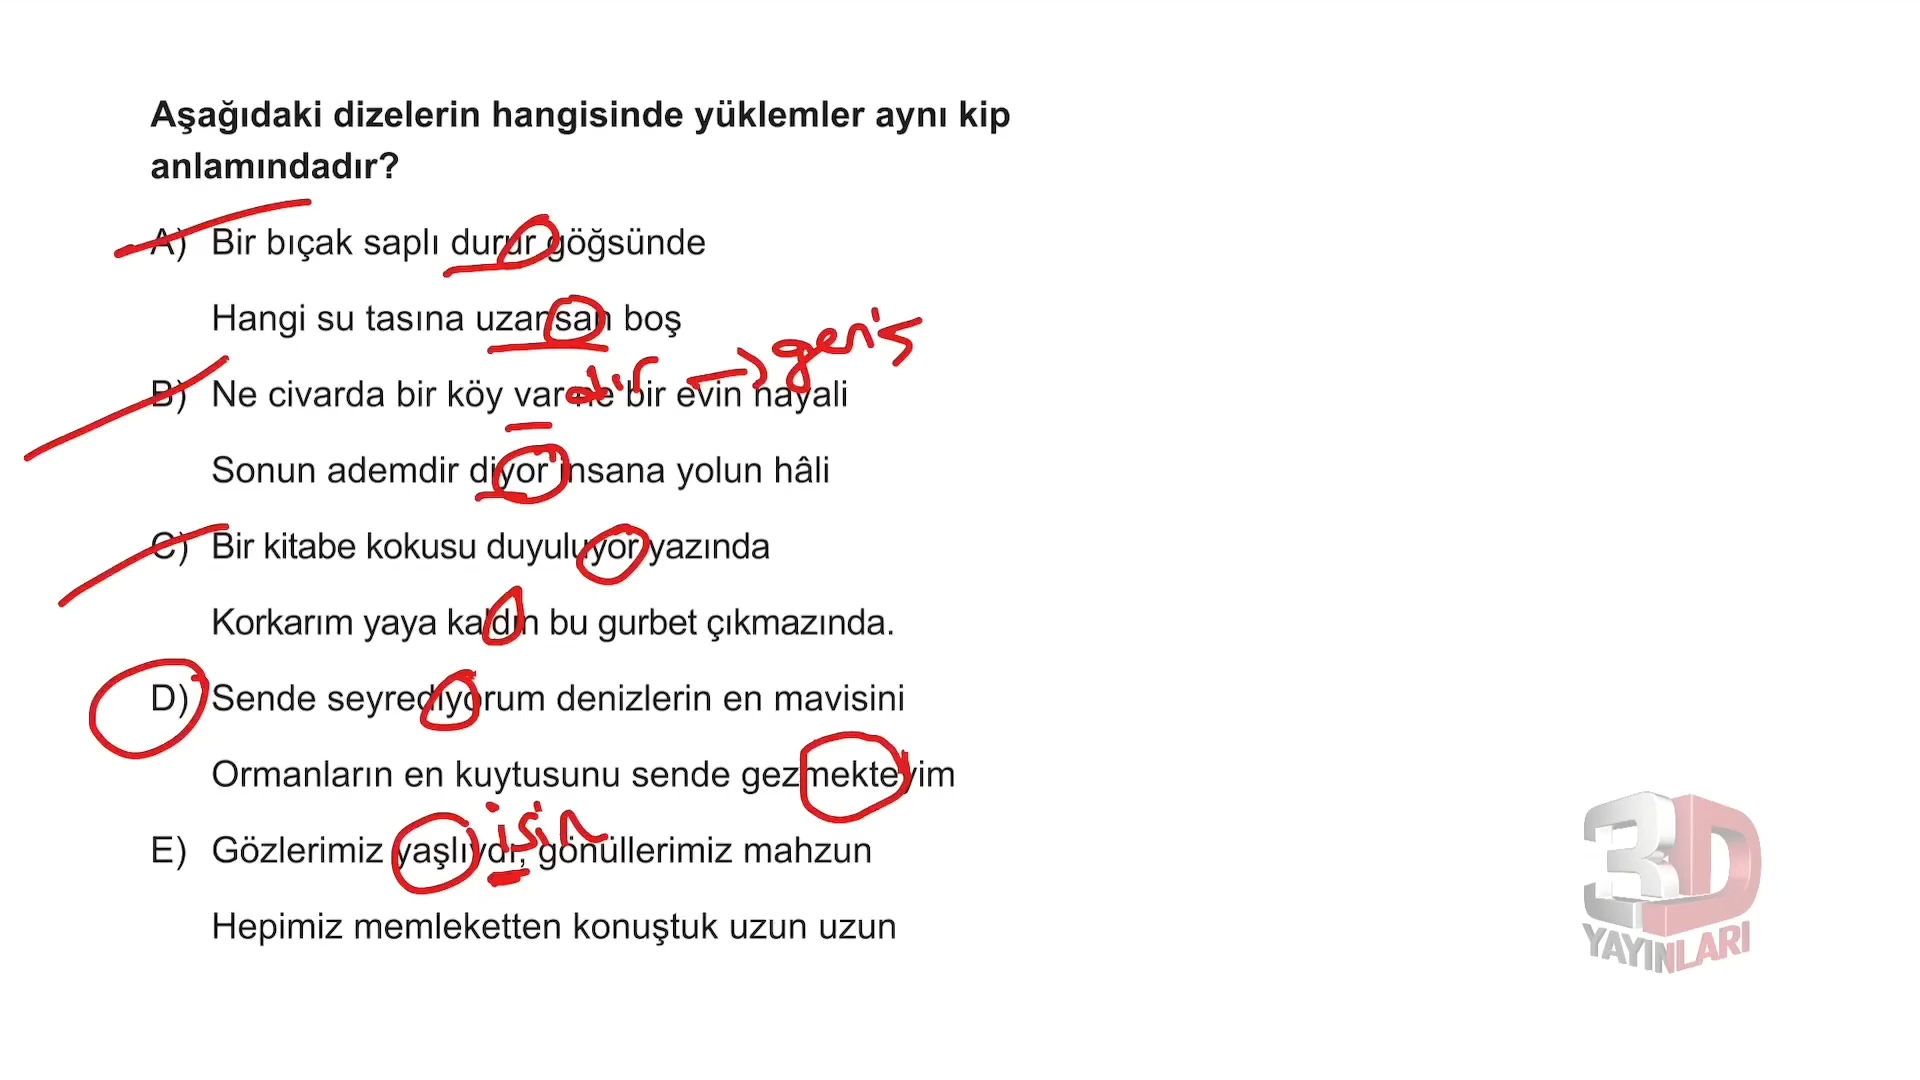 Aşağıdaki dizelerin hangisinde yüklemler aynı kip
anlamındadır?
A) Bir bıçak saplı durur göğsünde
Hangi su tasına uzansan boş
dır → geniş
B) Ne civarda bir köy var ne bir evin hayali
Sonun ademdir diyor insana yolun hâli
C) Bir kitabe kokusu duyuluyor yazında
Korkarım yaya kaldın bu gurbet çıkmazında.
D) Sende seyrediyorum denizlerin en mavisini
Ormanların en kuytusunu sende gezmekteyim
isim
E) Gözlerimiz yaşlıydı, gönüllerimiz mahzun
Hepimiz memleketten konuştuk uzun uzun
3D
YAYINLARI